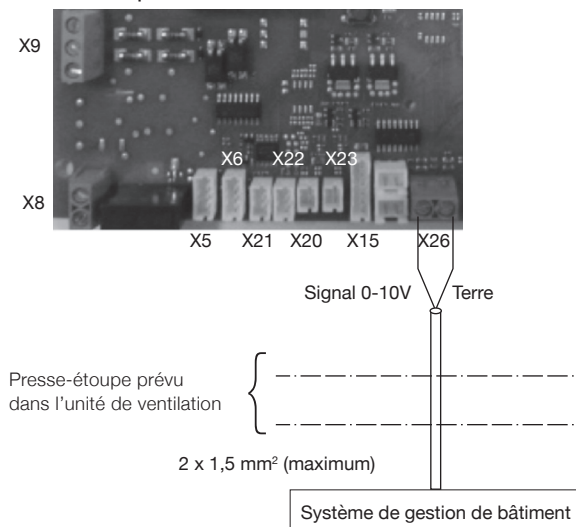 X9
X6 X22 X23
X8
X5 X21 X20 X15 X26
Signal 0-10V Terre
Presse-étoupe prévu
dans l'unité de ventilation
2 x 1,5 mm² (maximum)
Système de gestion de bâtiment